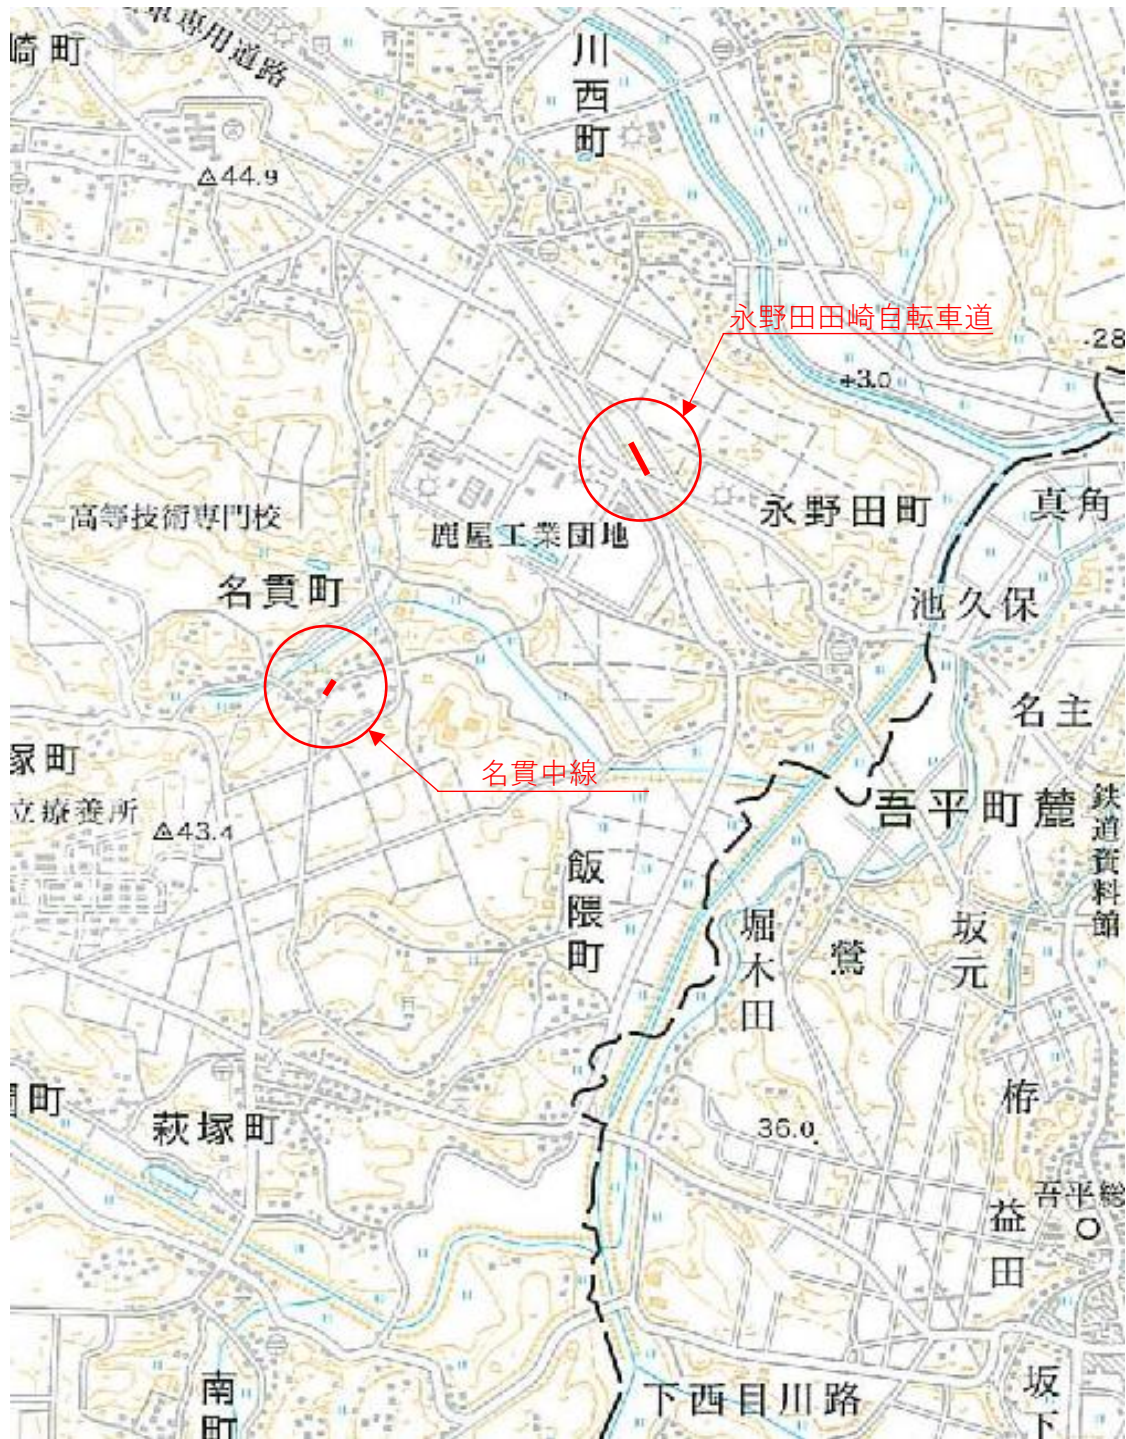 車専用道路
崎町
川西町
44.9
永野田田崎自転車道
28
+3.0
高等技術専門校
鹿屋工業団地
永野田町
真角
名貫町
池久保
名主
塚町
名貫中線
立療養所
43.4
吾平町麓
鉄道資料館
飯隈町
堀木田
鶯
坂元
町
萩塚町
36.0
栫
吾平総
益田
南町
下西目川路
坂下